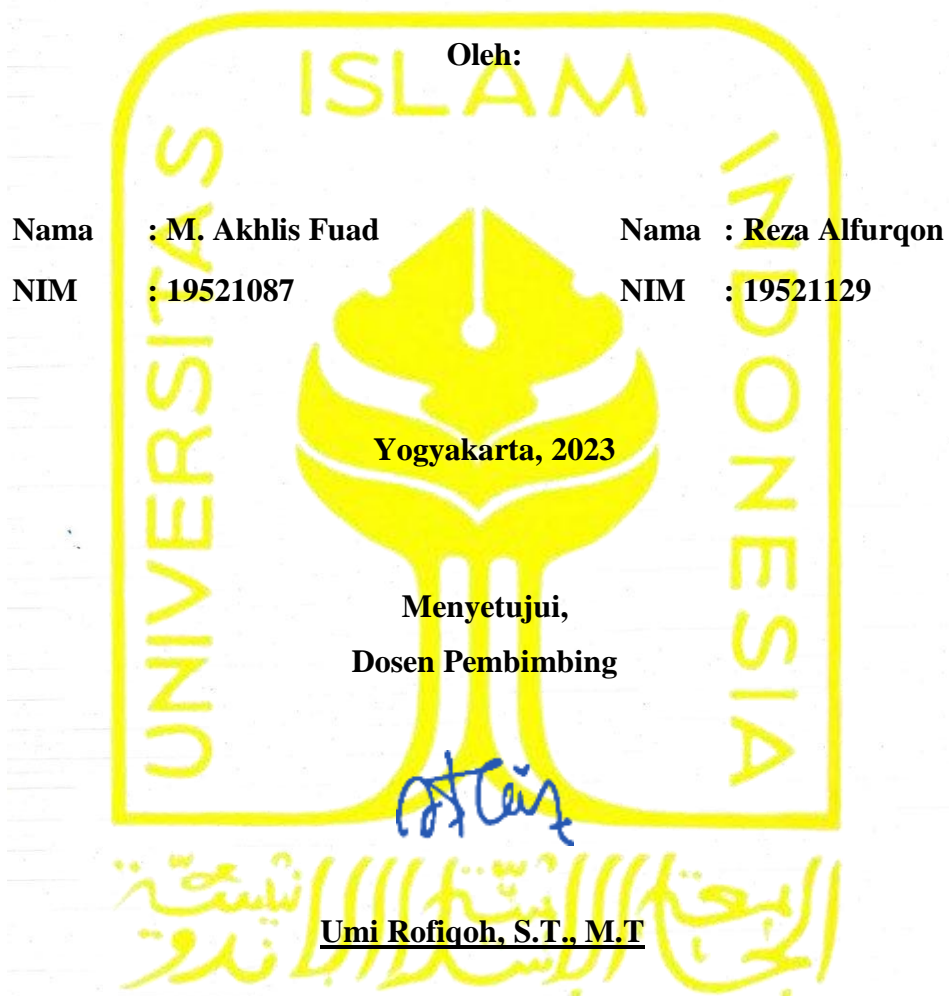 Oleh:
ISLAM
UNIVERSITAS
INDONESIA
Nama : M. Akhlis Fuad Nama : Reza Alfurqon
NIM : 19521087 NIM : 19521129
Yogyakarta, 2023
Menyetujui,
Dosen Pembimbing
Umi Rofiqoh, S.T., M.T